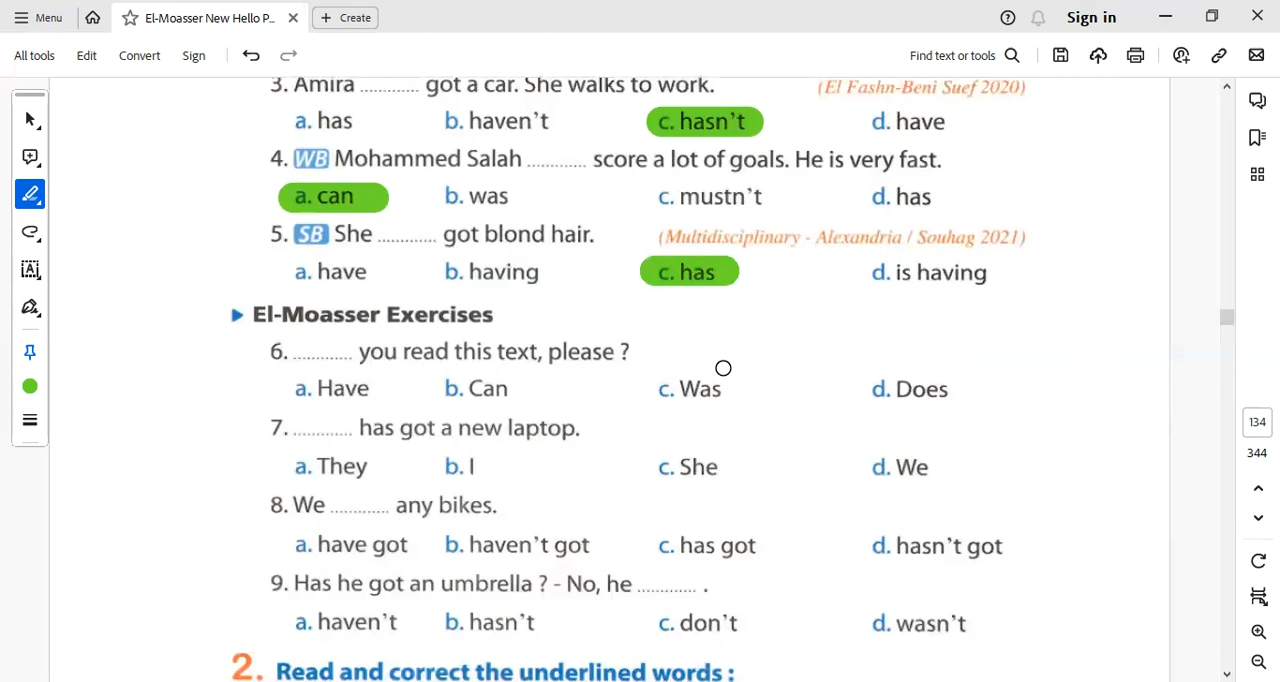 Menu El-Moasser New Hello P... Create Sign in
All tools Edit Convert Sign Find text or tools
3. Amira ............ got a car. She walks to work. (El Fashn-Beni Suef 2020)
a. has b. haven't c. hasn't d. have
4. WB Mohammed Salah ............ score a lot of goals. He is very fast.
a. can b. was c. mustn't d. has
5. SB She ............ got blond hair. (Multidisciplinary - Alexandria / Souhag 2021)
a. have b. having c. has d. is having
El-Moasser Exercises
6. ............ you read this text, please ?
a. Have b. Can c. Was d. Does
7. ............ has got a new laptop.
a. They b. I c. She d. We
8. We ............ any bikes.
a. have got b. haven't got c. has got d. hasn't got
9. Has he got an umbrella ? - No, he ............ .
a. haven't b. hasn't c. don't d. wasn't
2. Read and correct the underlined words :
134
344